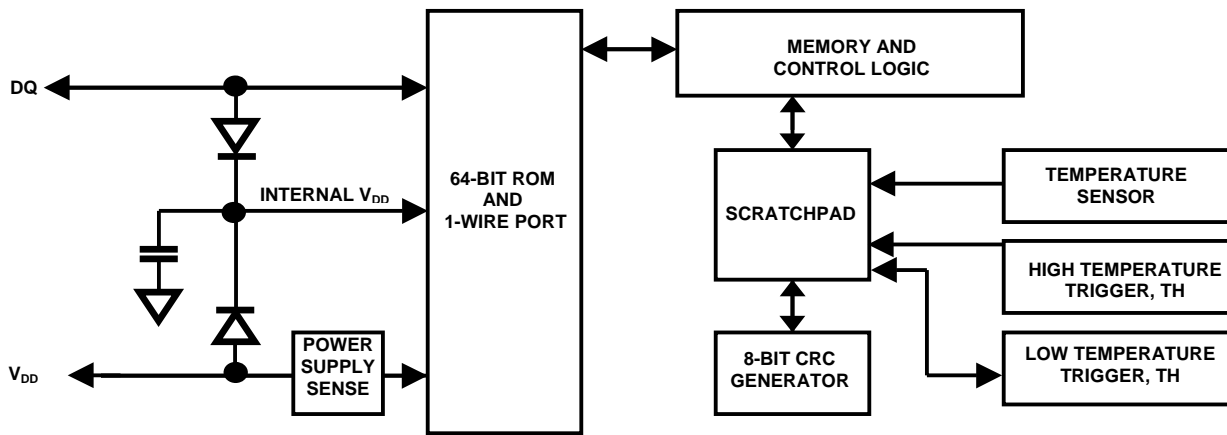 DQ
INTERNAL VDD
VDD
POWER
SUPPLY
SENSE
64-BIT ROM
AND
1-WIRE PORT
MEMORY AND
CONTROL LOGIC
SCRATCHPAD
8-BIT CRC
GENERATOR
TEMPERATURE
SENSOR
HIGH TEMPERATURE
TRIGGER, TH
LOW TEMPERATURE
TRIGGER, TH